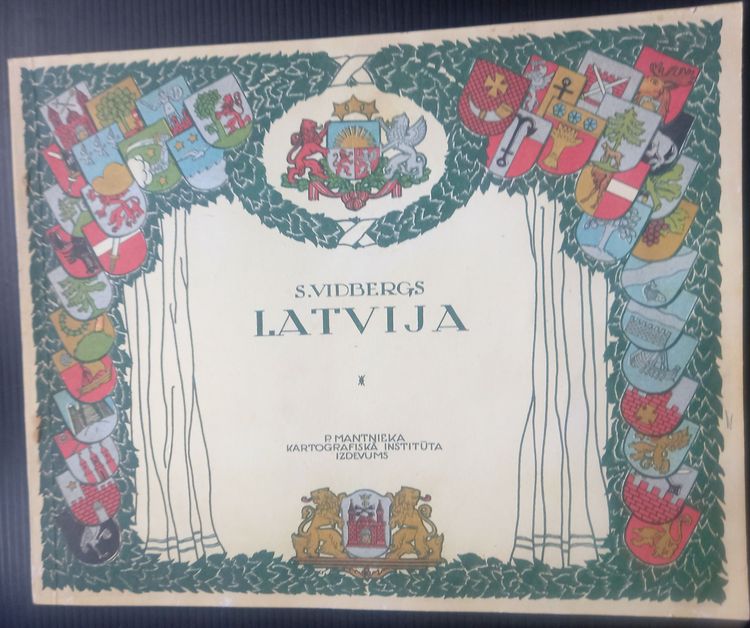 S.VIDBERGS
LATVIJA
P. MANTNIEKA
KARTOGRAFISKĀ INSTITŪTA
IZDEVUMS